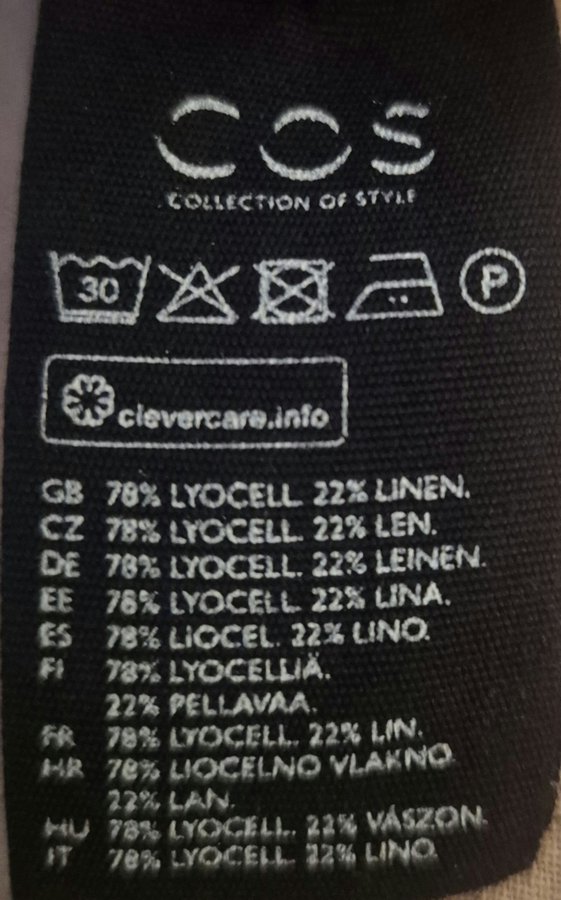 COS
COLLECTION OF STYLE
30 P
clevercare.info
GB 78% LYOCELL. 22% LINEN.
CZ 78% LYOCELL. 22% LEN.
DE 78% LYOCELL. 22% LEINEN.
EE 78% LYOCELL. 22% LINA.
ES 78% LIOCEL. 22% LINO.
FI 78% LYOCELLIÄ.
22% PELLAVAA.
FR 78% LYOCELL. 22% LIN.
HR 78% LIOCELNO VLAKNO.
22% LAN.
HU 78% LYOCELL. 22% VÁSZON.
IT 78% LYOCELL. 22% LINO.